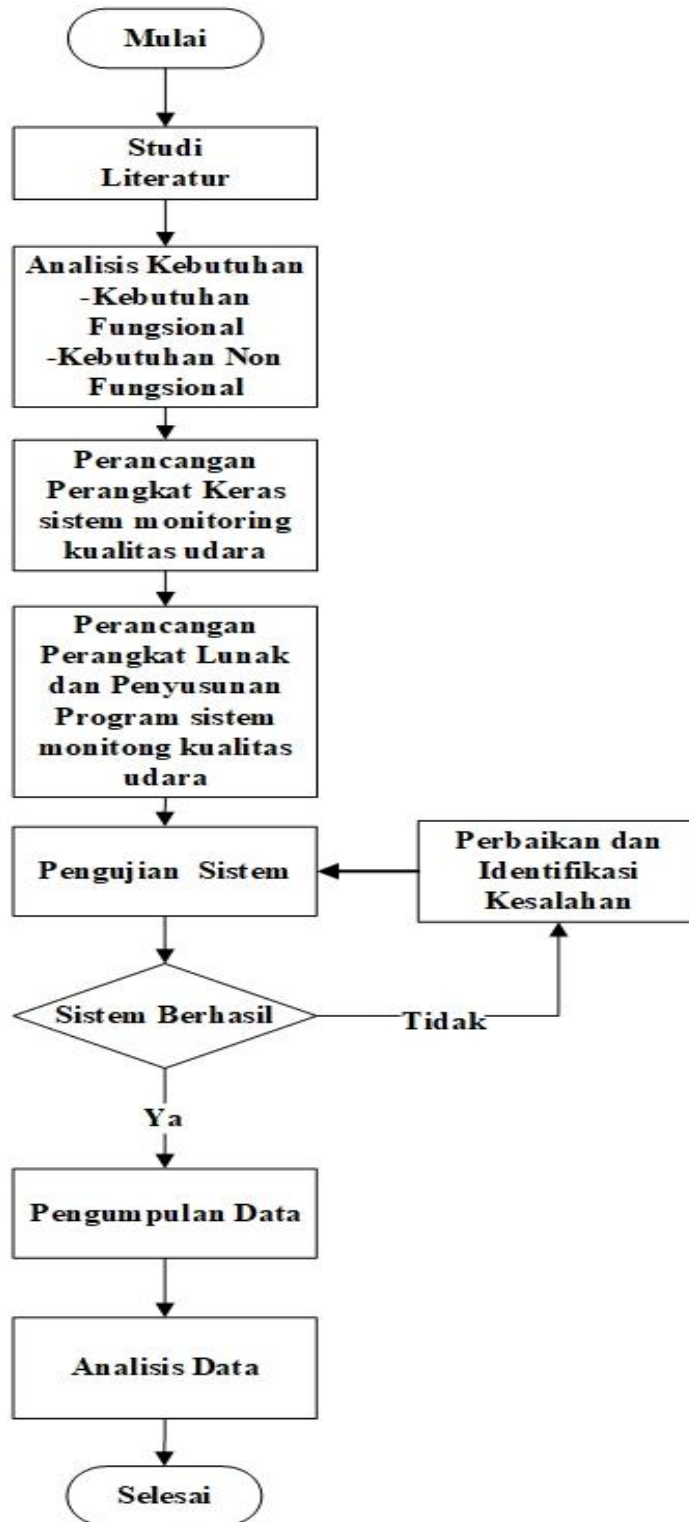 Mulai
Studi
Literatur
Analisis Kebutuhan
-Kebutuhan
Fungsional
-Kebutuhan Non
Fungsional
Perancangan
Perangkat Keras
sistem monitoring
kualitas udara
Perancangan
Perangkat Lunak
dan Penyusunan
Program sistem
monitong kualitas
udara
Pengujian Sistem
Perbaikan dan
Identifikasi
Kesalahan
Sistem Berhasil
Tidak
Ya
Pengumpulan Data
Analisis Data
Selesai